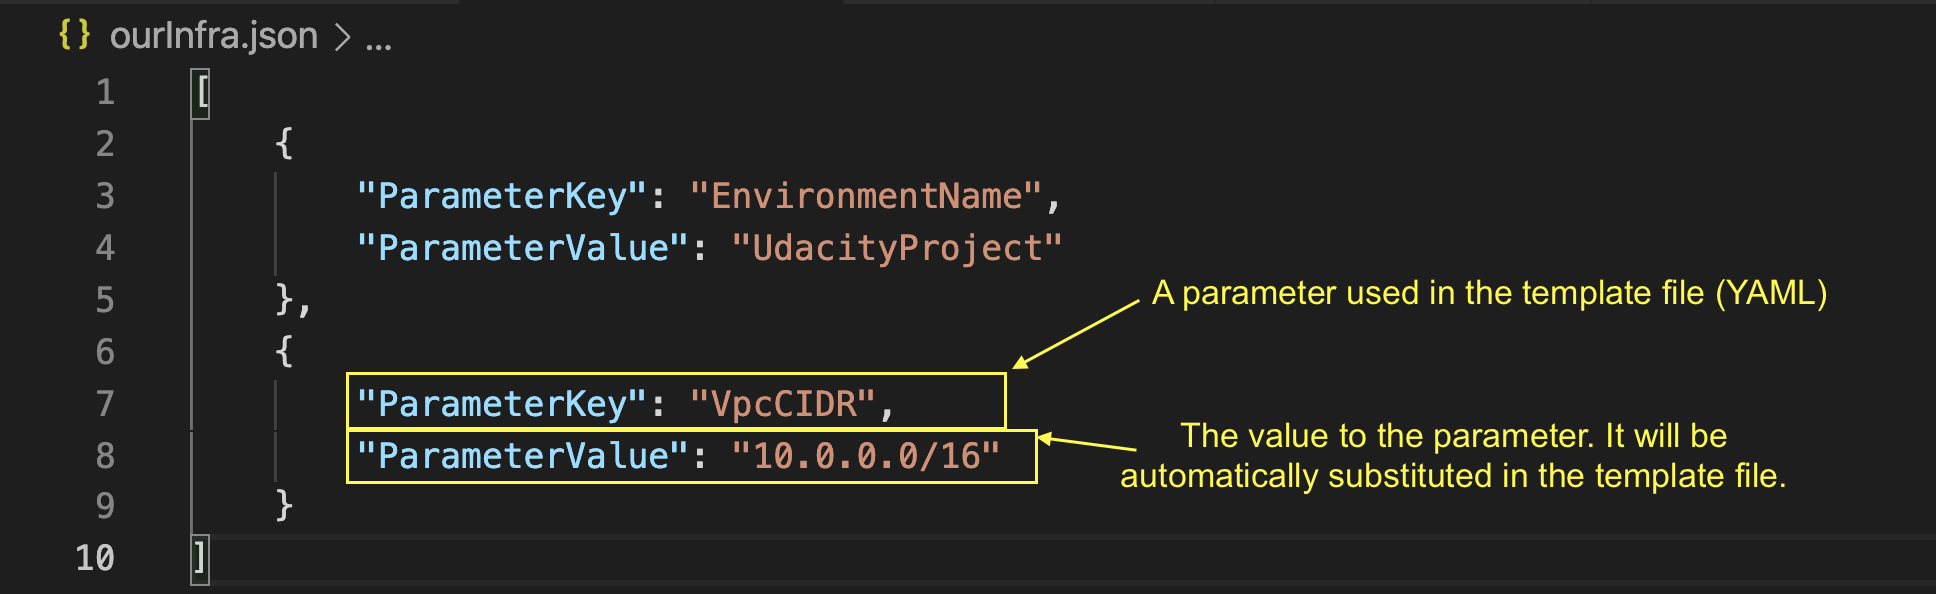 {} ourInfra.json > ...
1 [
2 {
3 "ParameterKey": "EnvironmentName",
4 "ParameterValue": "UdacityProject"
5 },
A parameter used in the template file (YAML)
6 {
7 "ParameterKey": "VpcCIDR",
8 "ParameterValue": "10.0.0.0/16"
The value to the parameter. It will be
automatically substituted in the template file.
9 }
10 ]